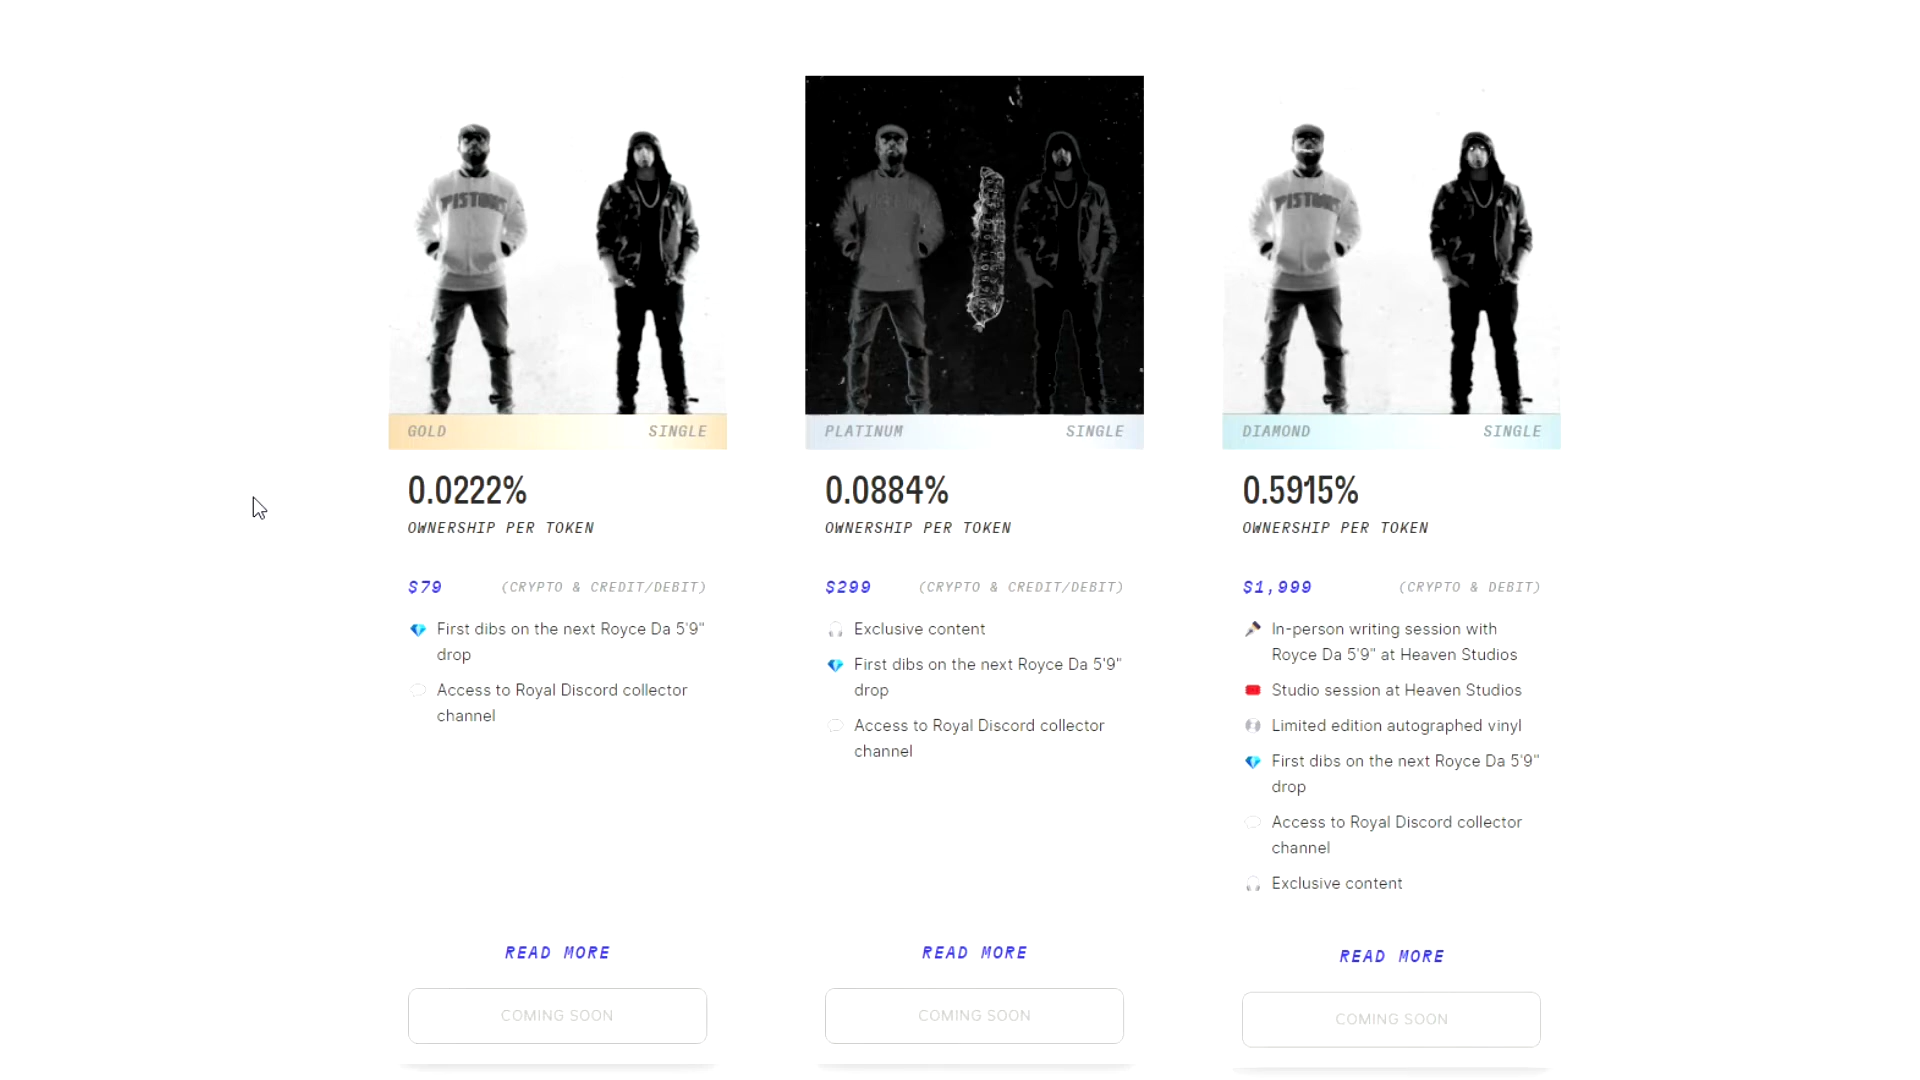 PISTONS
PISTONS
GOLD SINGLE
0.0222%
OWNERSHIP PER TOKEN
$79 (CRYPTO & CREDIT/DEBIT)
First dibs on the next Royce Da 5'9"
drop
Access to Royal Discord collector
channel
READ MORE
COMING SOON
PLATINUM SINGLE
0.0884%
OWNERSHIP PER TOKEN
$299 (CRYPTO & CREDIT/DEBIT)
Exclusive content
First dibs on the next Royce Da 5'9"
drop
Access to Royal Discord collector
channel
READ MORE
COMING SOON
DIAMOND SINGLE
0.5915%
OWNERSHIP PER TOKEN
$1,999 (CRYPTO & DEBIT)
In-person writing session with
Royce Da 5'9" at Heaven Studios
Studio session at Heaven Studios
Limited edition autographed vinyl
First dibs on the next Royce Da 5'9"
drop
Access to Royal Discord collector
channel
Exclusive content
READ MORE
COMING SOON